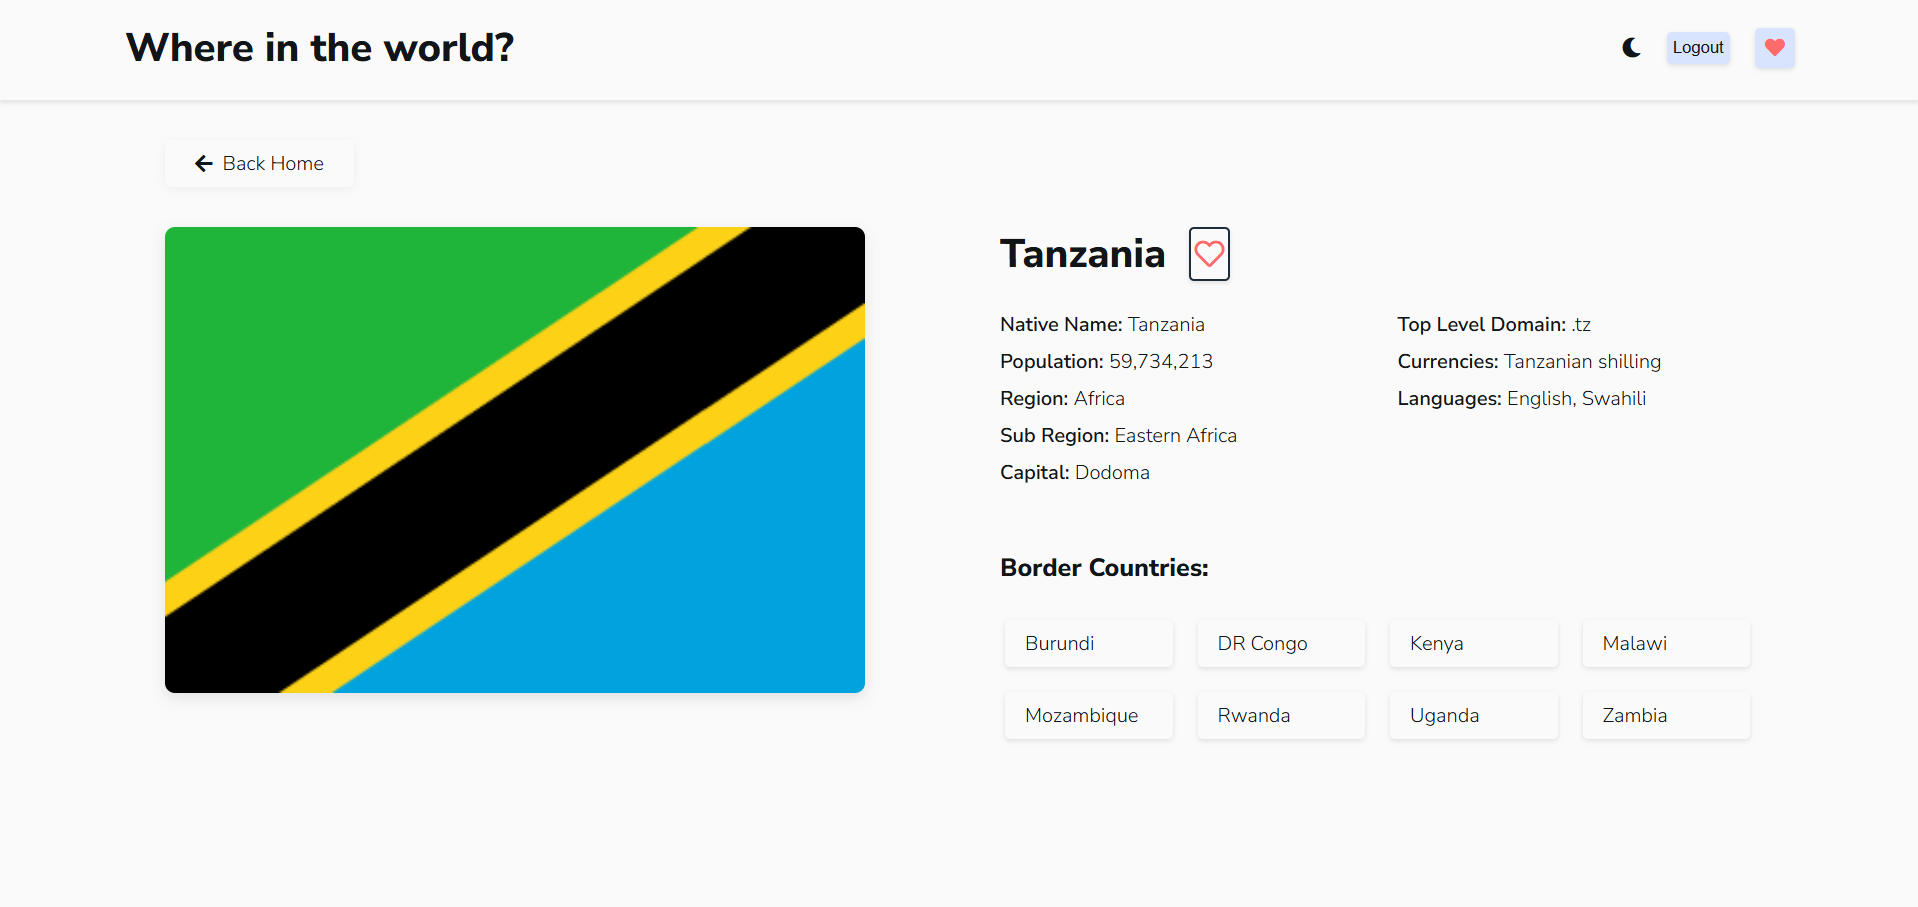 Where in the world?
Logout
Back Home
Tanzania
Native Name: Tanzania
Population: 59,734,213
Region: Africa
Sub Region: Eastern Africa
Capital: Dodoma
Top Level Domain: .tz
Currencies: Tanzanian shilling
Languages: English, Swahili
Border Countries:
Burundi
DR Congo
Kenya
Malawi
Mozambique
Rwanda
Uganda
Zambia